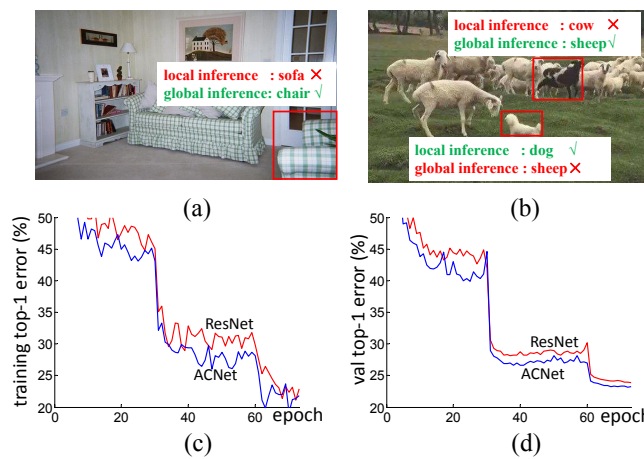 local inference : sofa ✕
global inference: chair √
local inference : cow ✕
global inference : sheep√
local inference : dog √
global inference : sheep✕
(a)
(b)
training top-1 error (%)
50
45
40
35
30
25
20
ResNet
ACNet
0
20
40
60
epoch
(c)
val top-1 error (%)
50
45
40
35
30
25
20
ResNet
ACNet
0
20
40
60
epoch
(d)